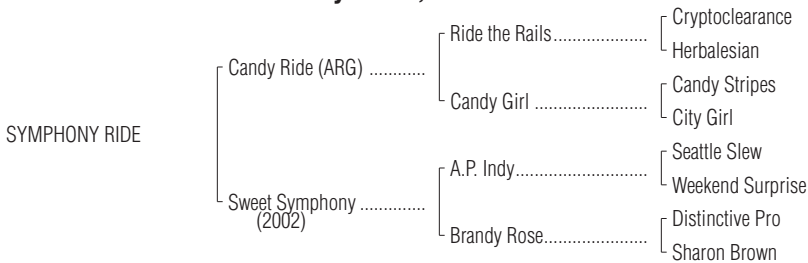 Cryptoclearance
Ride the Rails....................
Herbalesian
Candy Ride (ARG) ............
Candy Stripes
Candy Girl ........................
City Girl
SYMPHONY RIDE
Seattle Slew
A.P. Indy............................
Weekend Surprise
Sweet Symphony ..............
(2002)
Distinctive Pro
Brandy Rose......................
Sharon Brown